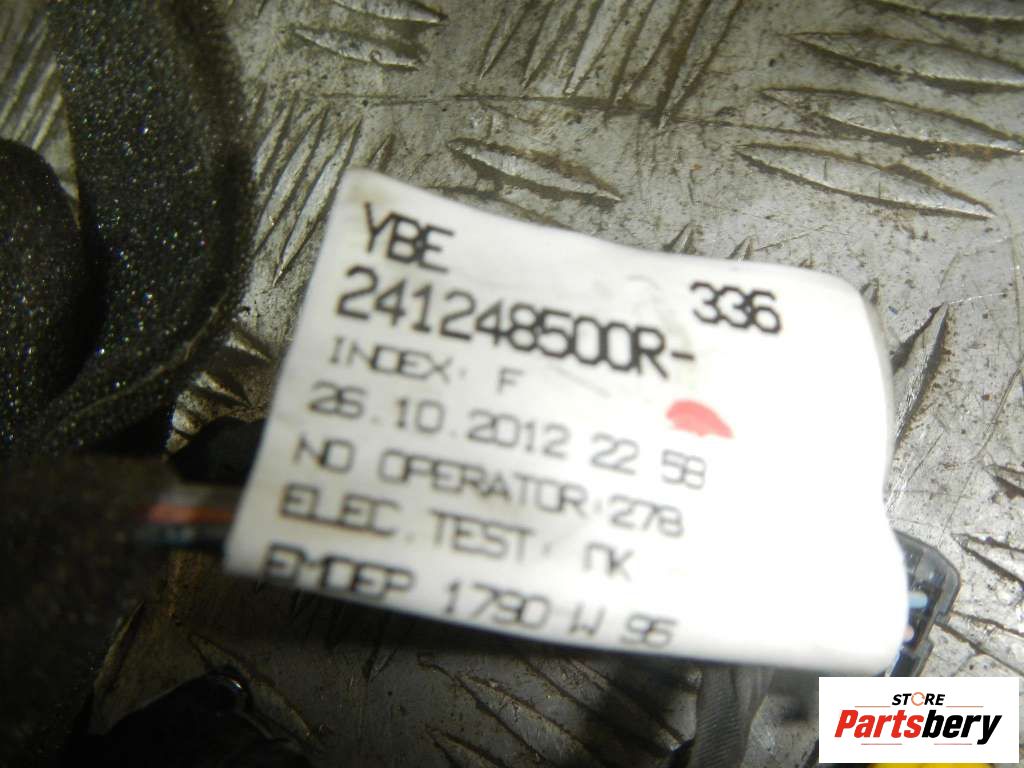 YBE
241248500R- 336
INDEX: F
26.10.2012 22 58
NO OPERATOR:278
ELEC.TEST: OK
EMDEP 1790 W 95
STORE
Partsbery